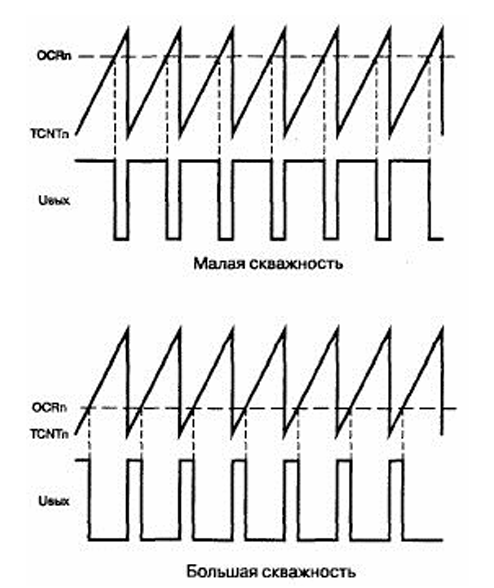 OCRn
TCNTn
Uвых
Малая скважность
OCRn
TCNTn
Uвых
Большая скважность